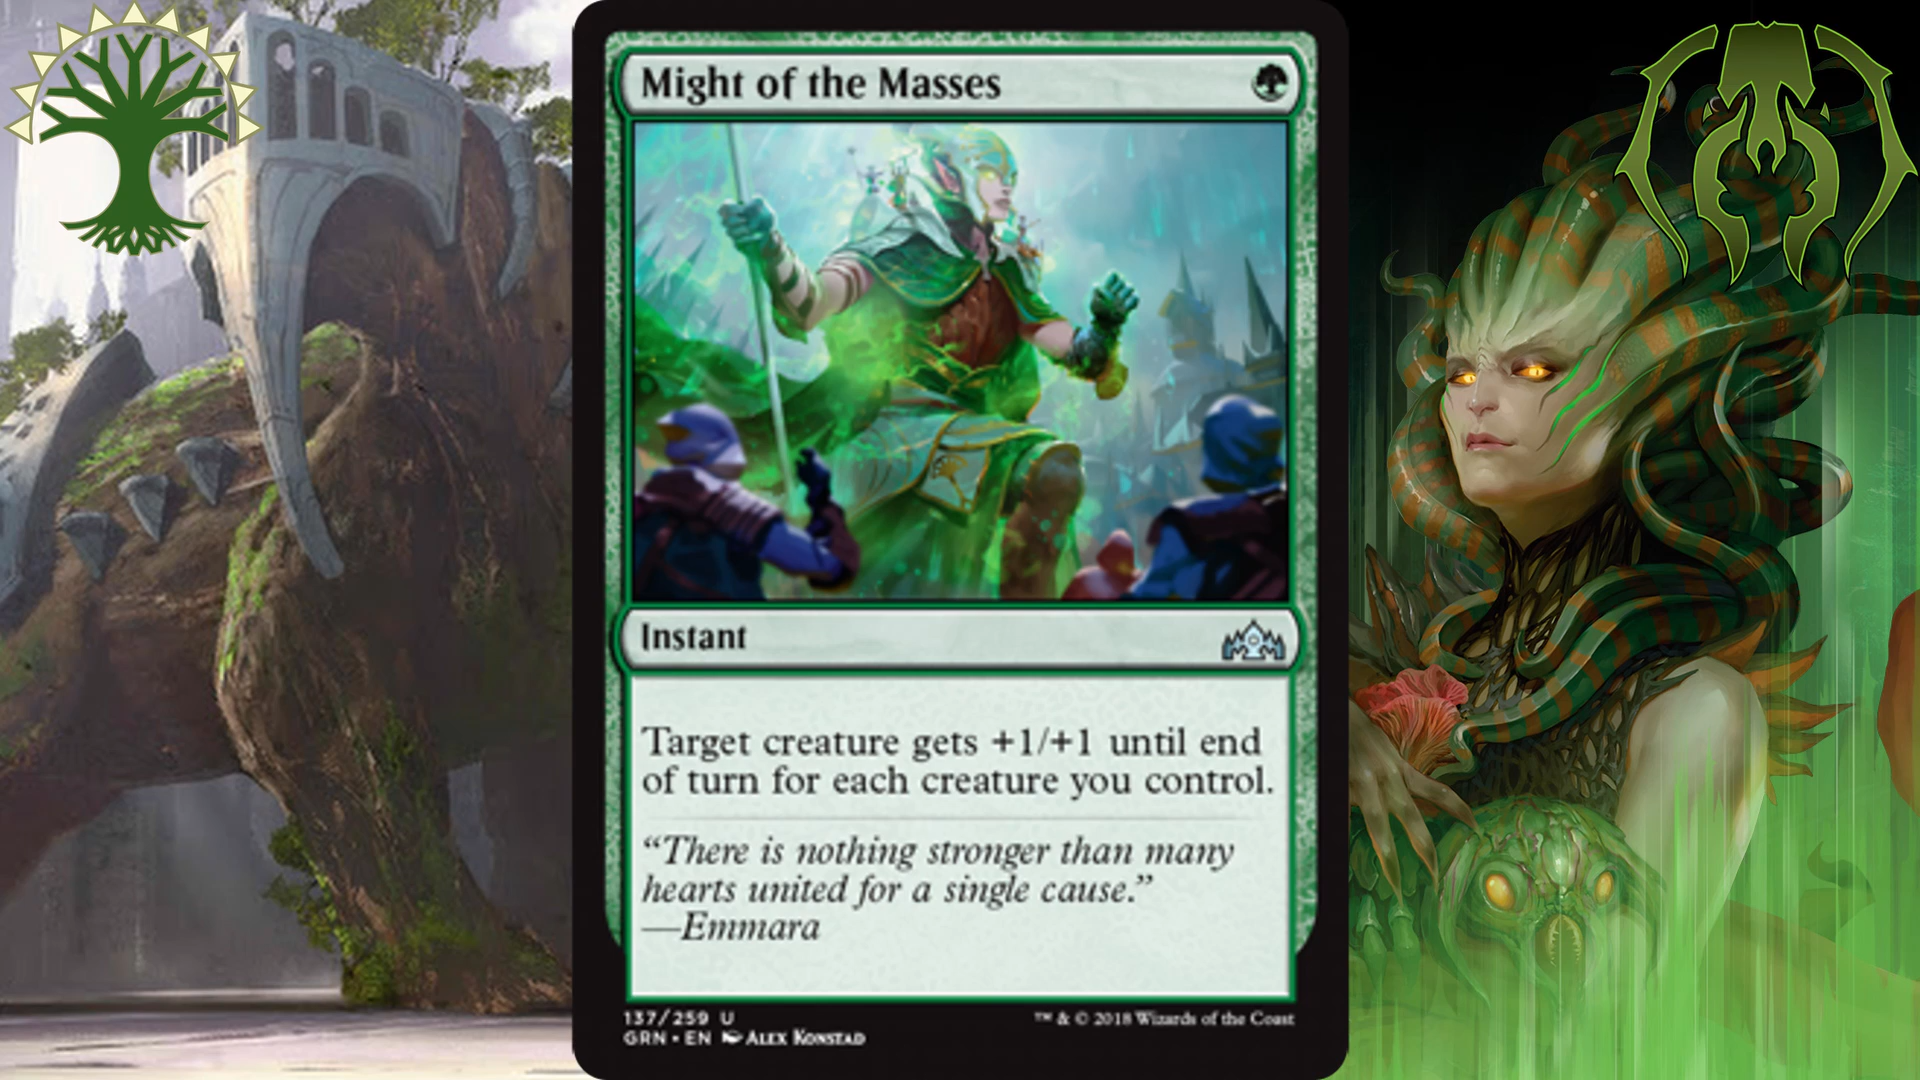 Might of the Masses
Instant
Target creature gets +1/+1 until end
of turn for each creature you control.
“There is nothing stronger than many
hearts united for a single cause.”
—Emmara
137/259 U
GRN • EN Alex Konstad
™ & © 2018 Wizards of the Coast